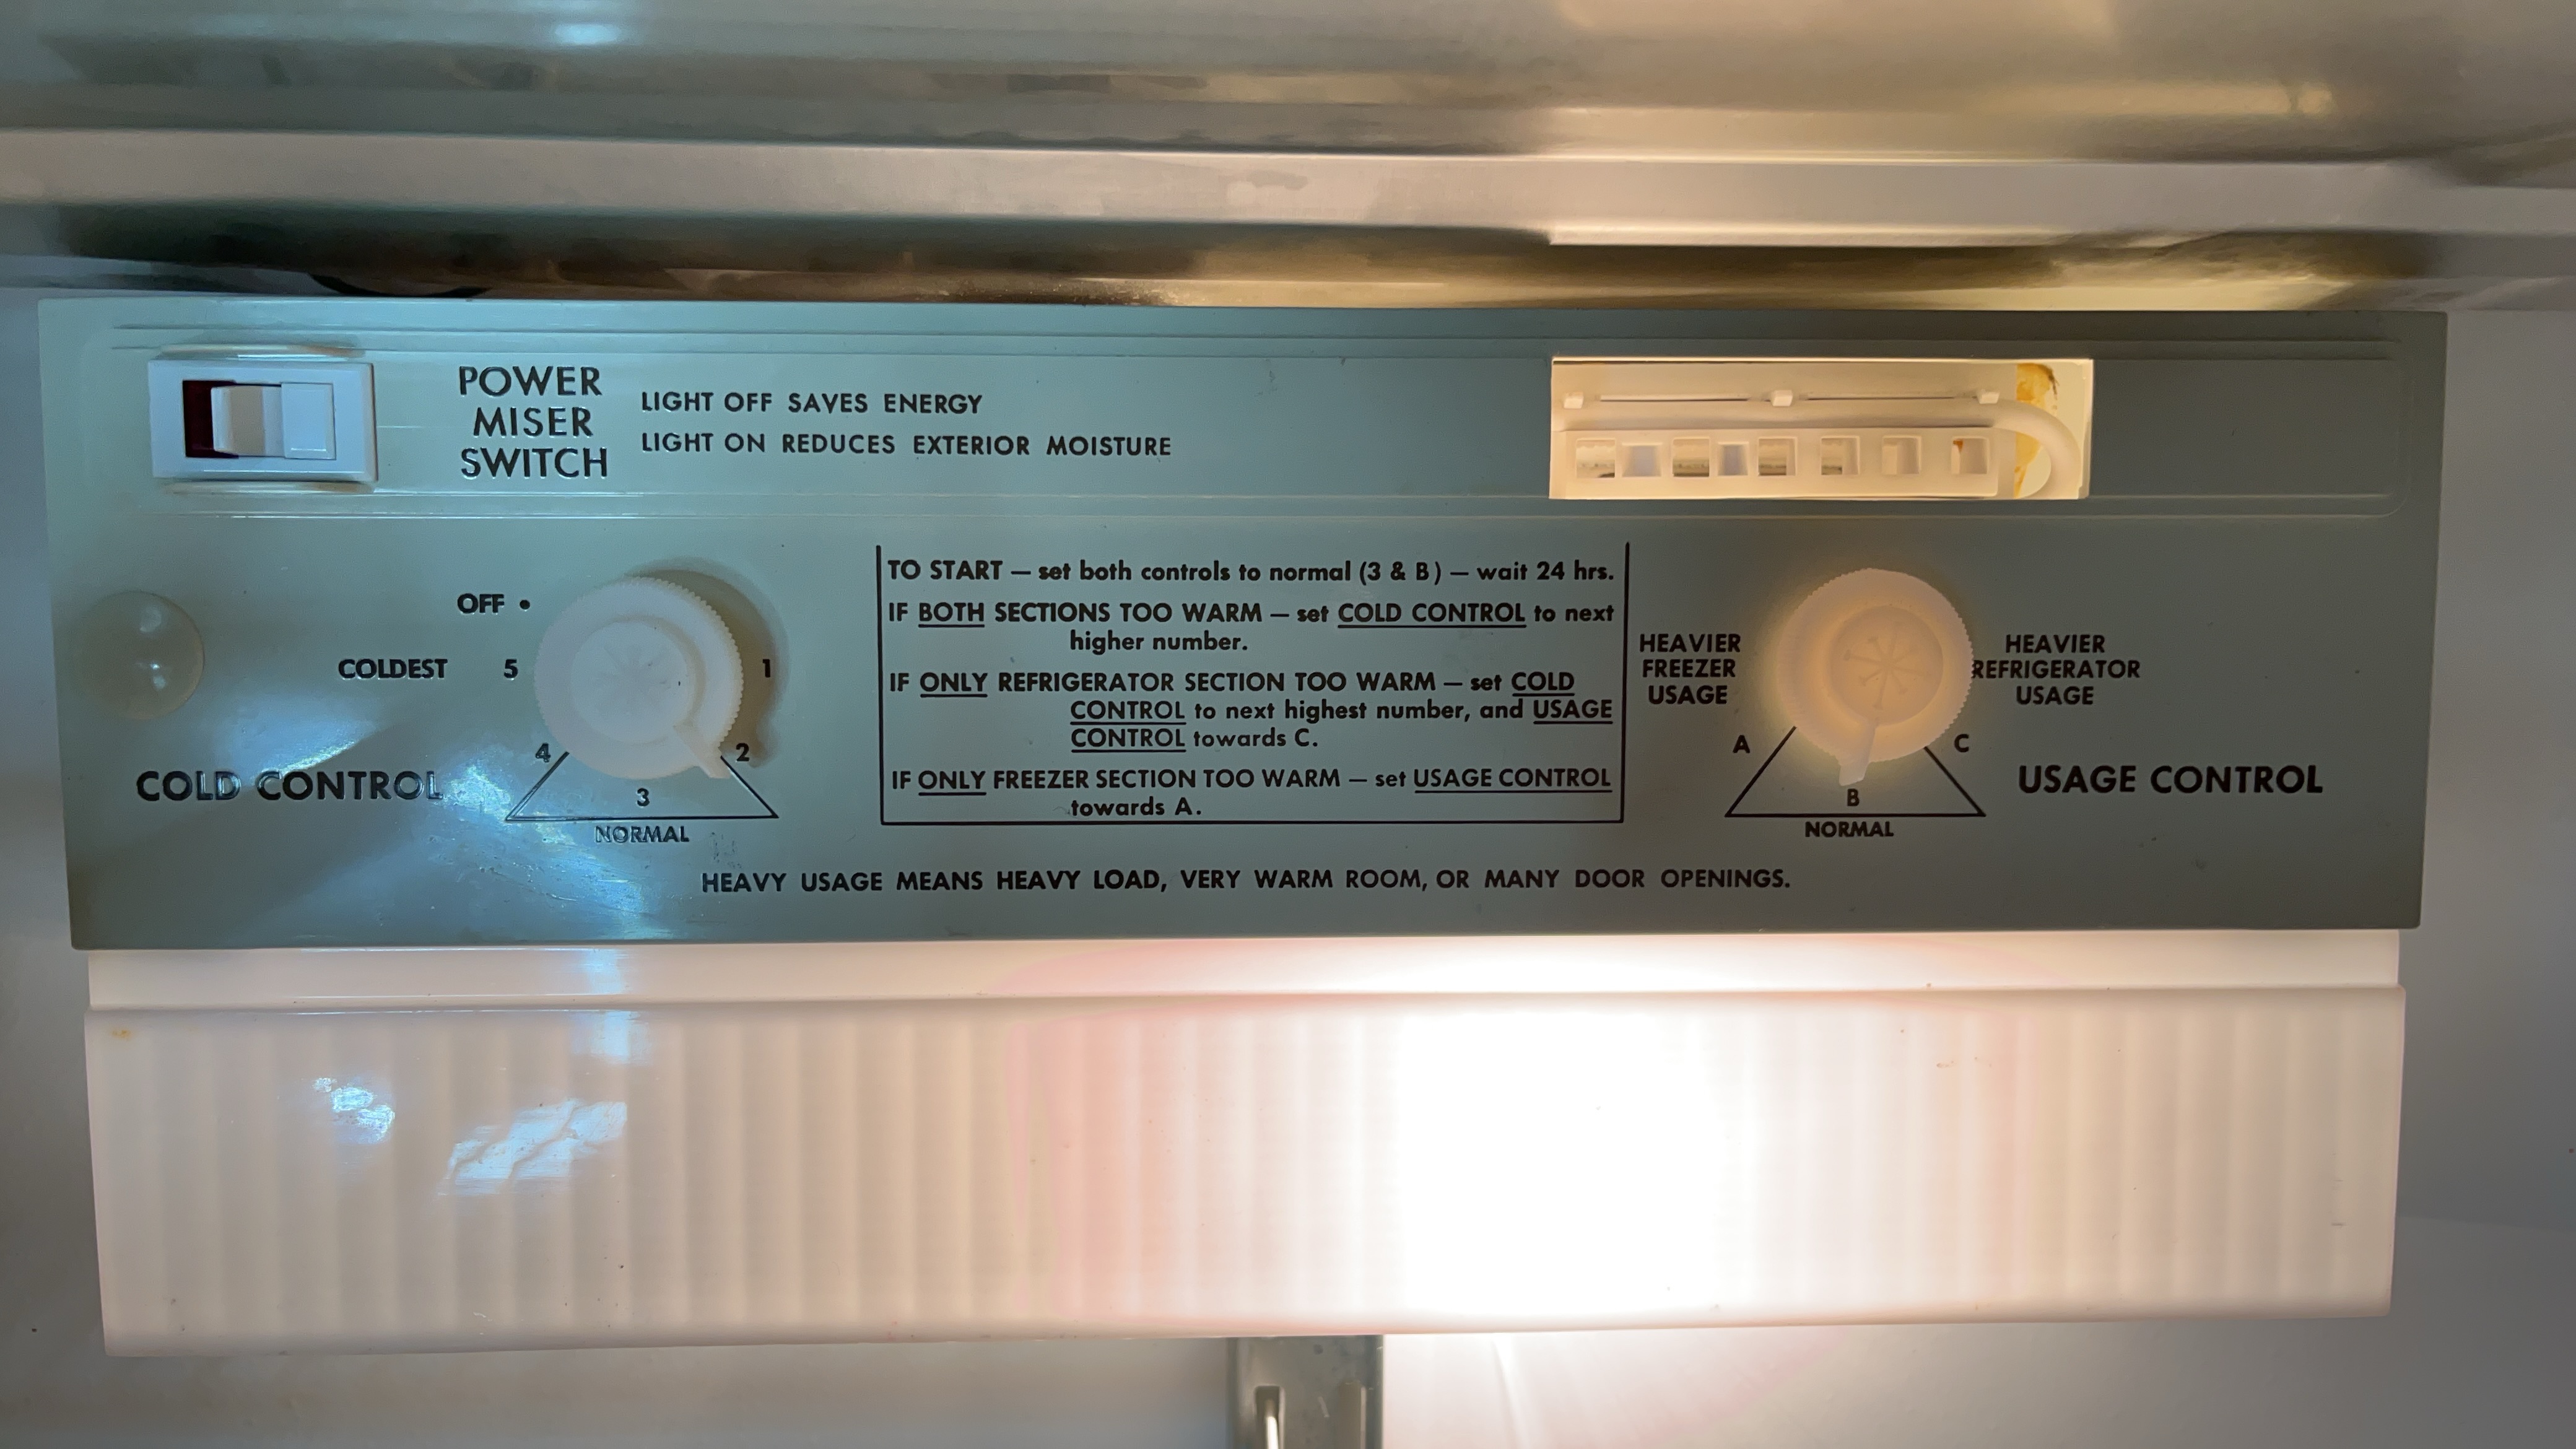 POWER
MISER
SWITCH
LIGHT OFF SAVES ENERGY
LIGHT ON REDUCES EXTERIOR MOISTURE
OFF •
COLDEST 5
1
4
2
3
NORMAL
COLD CONTROL
TO START — set both controls to normal (3 & B) — wait 24 hrs.
IF BOTH SECTIONS TOO WARM — set COLD CONTROL to next
higher number.
IF ONLY REFRIGERATOR SECTION TOO WARM — set COLD
CONTROL to next highest number, and USAGE
CONTROL towards C.
IF ONLY FREEZER SECTION TOO WARM — set USAGE CONTROL
towards A.
HEAVIER
FREEZER
USAGE
HEAVIER
REFRIGERATOR
USAGE
A
C
B
NORMAL
USAGE CONTROL
HEAVY USAGE MEANS HEAVY LOAD, VERY WARM ROOM, OR MANY DOOR OPENINGS.